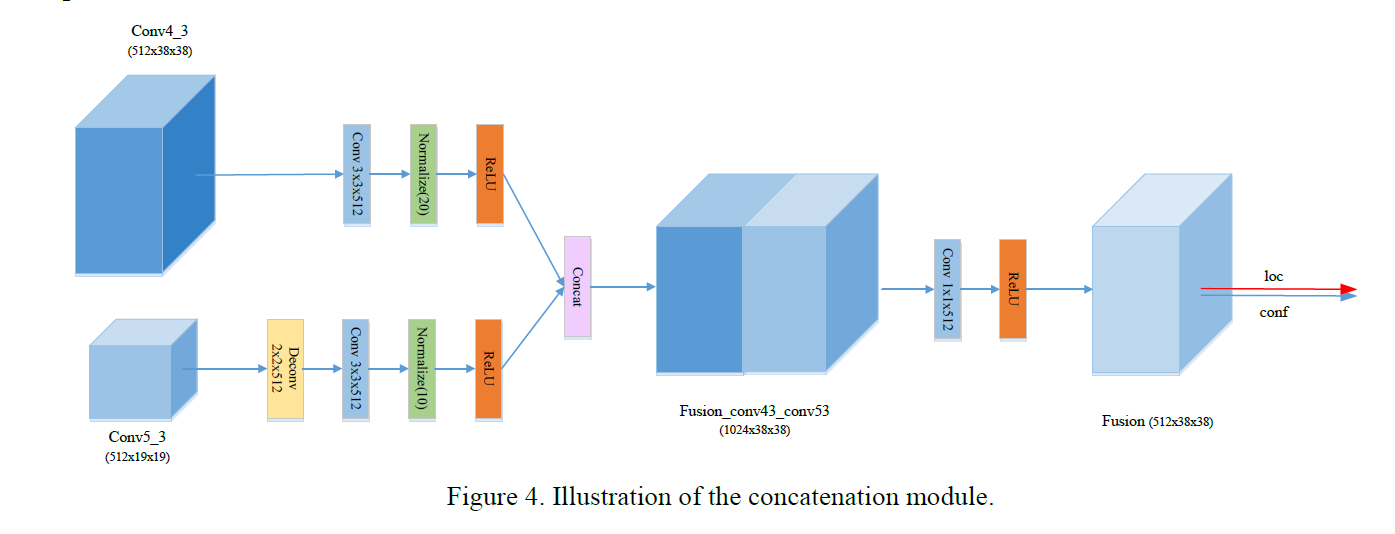 Conv4_3
(512x38x38)
Conv 3x3x512
Normalize(20)
ReLU
Conv5_3
(512x19x19)
Deconv
2x2x512
Conv 3x3x512
Normalize(10)
ReLU
Concat
Fusion_conv43_conv53
(1024x38x38)
Conv 1x1x512
ReLU
Fusion (512x38x38)
loc
conf
Figure 4. Illustration of the concatenation module.